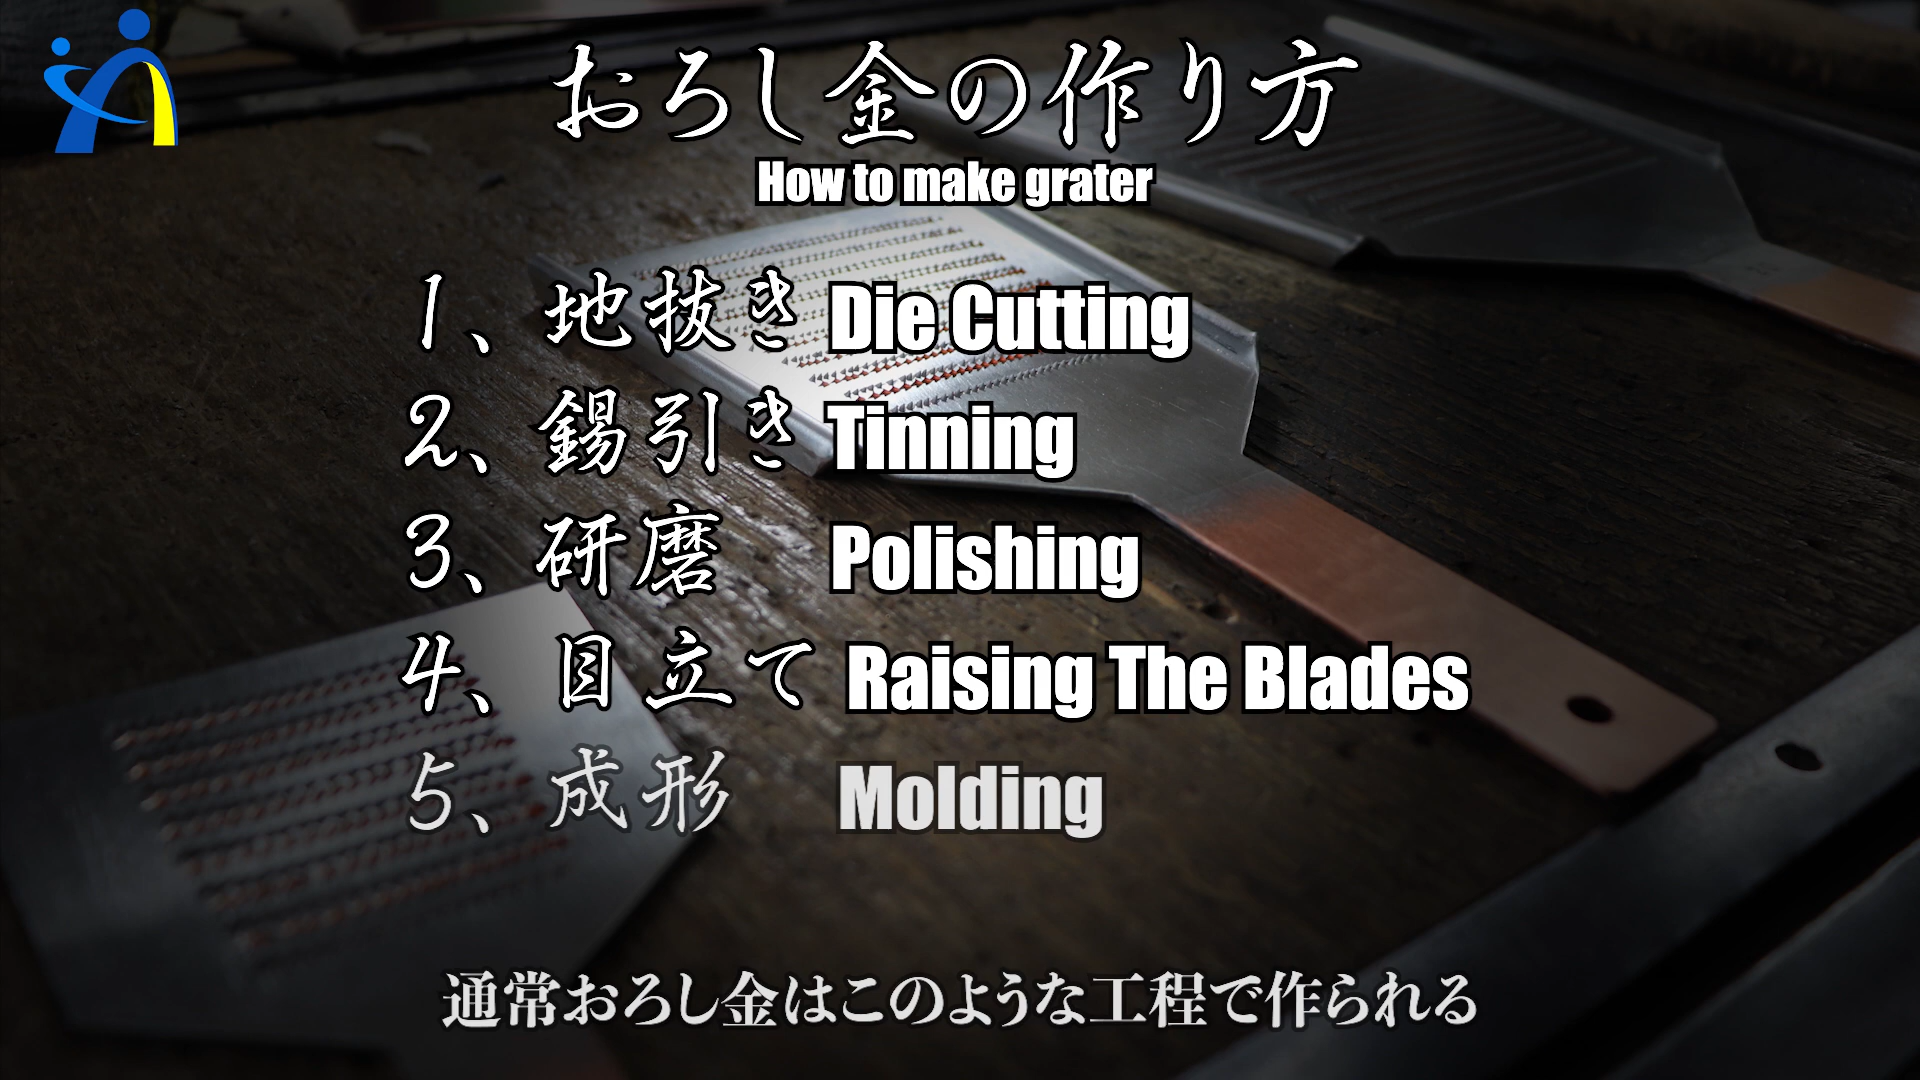 おろし金の作り方
How to make grater
1、地抜き Die Cutting
2、錫引き Tinning
3、研磨 Polishing
4、目立て Raising The Blades
5、成形 Molding
通常おろし金はこのような工程で作られる